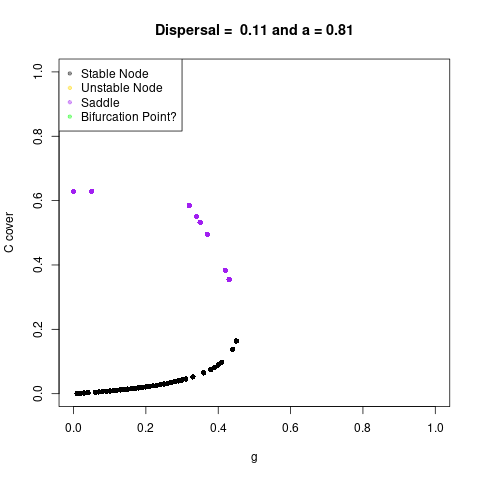 Dispersal =  0.11 and a = 0.81
Stable Node
Unstable Node
Saddle
Bifurcation Point?
C cover
1.0
0.8
0.6
0.4
0.2
0.0
0.0 0.2 0.4 0.6 0.8 1.0
g